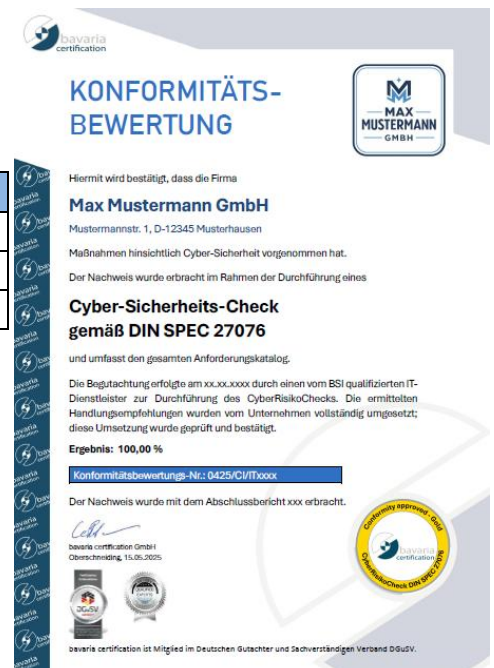 bavaria
certification
KONFORMITÄTS-
BEWERTUNG
MAX
MUSTERMANN
GMBH
Hiermit wird bestätigt, dass die Firma
Max Mustermann GmbH
Mustermannstr. 1, D-12345 Musterhausen
Maßnahmen hinsichtlich Cyber-Sicherheit vorgenommen hat.
Der Nachweis wurde erbracht im Rahmen der Durchführung eines
Cyber-Sicherheits-Check
gemäß DIN SPEC 27076
und umfasst den gesamten Anforderungskatalog.
Die Begutachtung erfolgte am xx.xx.xxxx durch einen vom BSI qualifizierten IT-
Dienstleister zur Durchführung des CyberRisikoChecks. Die ermittelten
Handlungsempfehlungen wurden vom Unternehmen vollständig umgesetzt;
diese Umsetzung wurde geprüft und bestätigt.
Ergebnis: 100,00 %
Konformitätsbewertungs-Nr.: 0425/CI/ITxxxx
Der Nachweis wurde mit dem Abschlussbericht xxx erbracht.
bavaria certification GmbH
Oberschneiding, 15.05.2025
Conformity approved - Gold
bavaria
certification
CyberRisikoCheck DIN SPEC 27076
DGuSV
bavaria certification ist Mitglied im Deutschen Gutachter und Sachverständigen Verband DGuSV.